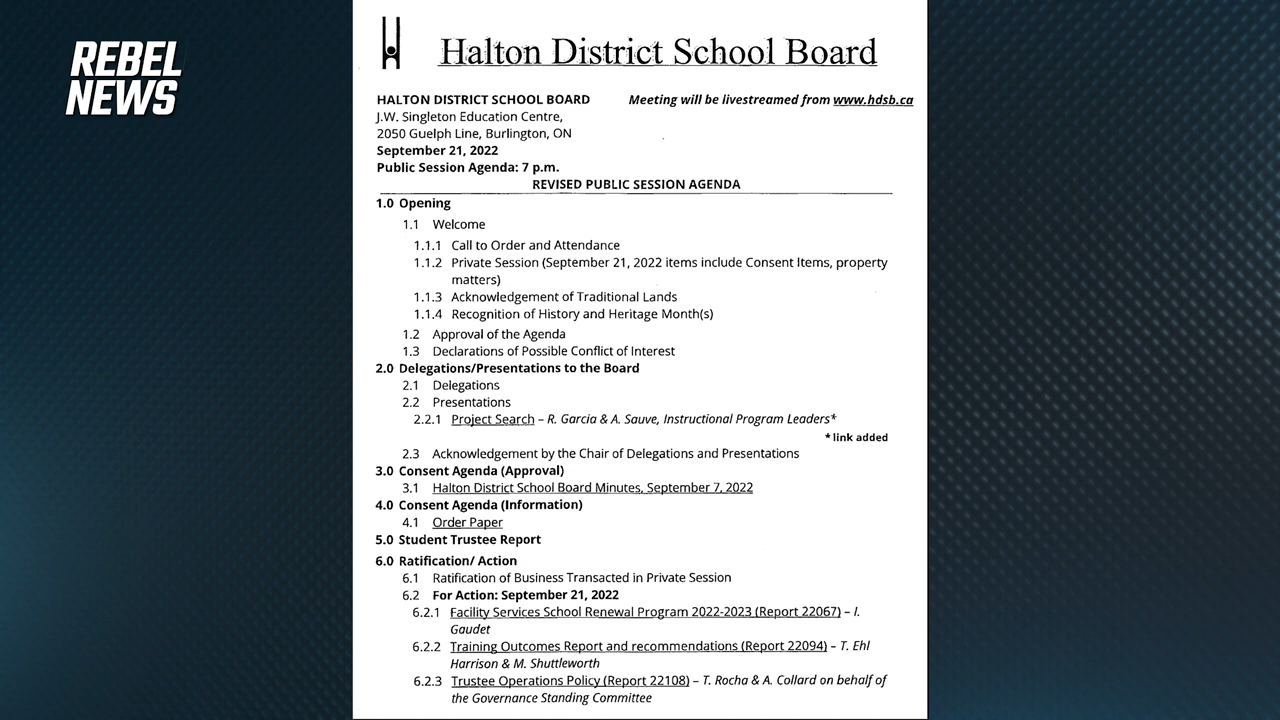 REBEL
NEWS
Halton District School Board
HALTON DISTRICT SCHOOL BOARD Meeting will be livestreamed from www.hdsb.ca
J.W. Singleton Education Centre,
2050 Guelph Line, Burlington, ON
September 21, 2022
Public Session Agenda: 7 p.m.
REVISED PUBLIC SESSION AGENDA
1.0 Opening
1.1 Welcome
1.1.1 Call to Order and Attendance
1.1.2 Private Session (September 21, 2022 items include Consent Items, property
matters)
1.1.3 Acknowledgement of Traditional Lands
1.1.4 Recognition of History and Heritage Month(s)
1.2 Approval of the Agenda
1.3 Declarations of Possible Conflict of Interest
2.0 Delegations/Presentations to the Board
2.1 Delegations
2.2 Presentations
2.2.1 Project Search – R. Garcia & A. Sauve, Instructional Program Leaders*
* link added
2.3 Acknowledgement by the Chair of Delegations and Presentations
3.0 Consent Agenda (Approval)
3.1 Halton District School Board Minutes, September 7, 2022
4.0 Consent Agenda (Information)
4.1 Order Paper
5.0 Student Trustee Report
6.0 Ratification/ Action
6.1 Ratification of Business Transacted in Private Session
6.2 For Action: September 21, 2022
6.2.1 Facility Services School Renewal Program 2022-2023 (Report 22067) – I.
Gaudet
6.2.2 Training Outcomes Report and recommendations (Report 22094) – T. Ehl
Harrison & M. Shuttleworth
6.2.3 Trustee Operations Policy (Report 22108) – T. Rocha & A. Collard on behalf of
the Governance Standing Committee